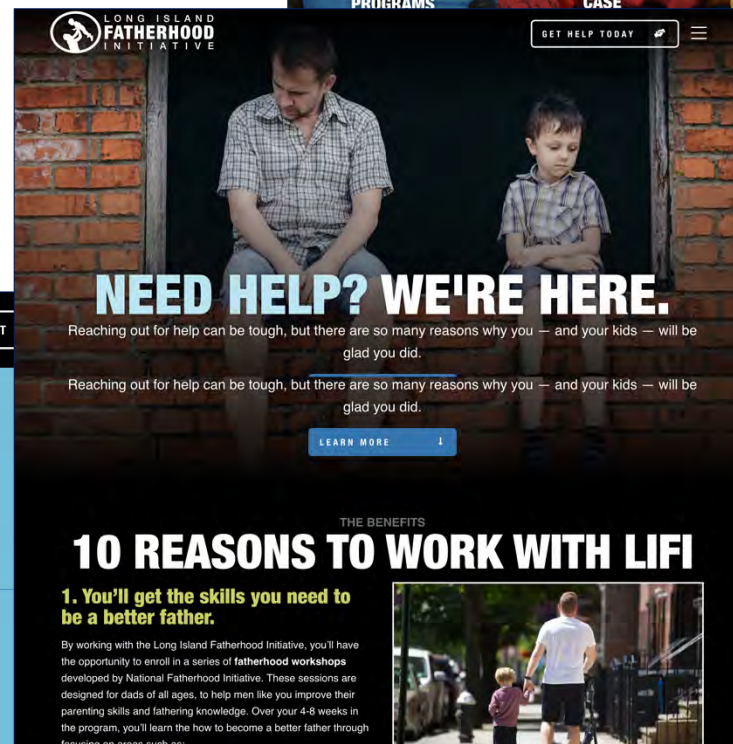 PROGRAMS
CASE
LONG ISLAND
FATHERHOOD
INITIATIVE
GET HELP TODAY
T
NEED HELP? WE'RE HERE.
Reaching out for help can be tough, but there are so many reasons why you — and your kids — will be
glad you did.
Reaching out for help can be tough, but there are so many reasons why you — and your kids — will be
glad you did.
LEARN MORE
THE BENEFITS
10 REASONS TO WORK WITH LIFI
1. You'll get the skills you need to
be a better father.
By working with the Long Island Fatherhood Initiative, you'll have
the opportunity to enroll in a series of fatherhood workshops
developed by National Fatherhood Initiative. These sessions are
designed for dads of all ages, to help men like you improve their
parenting skills and fathering knowledge. Over your 4-8 weeks in
the program, you'll learn the how to become a better father through
focusing on areas such as: